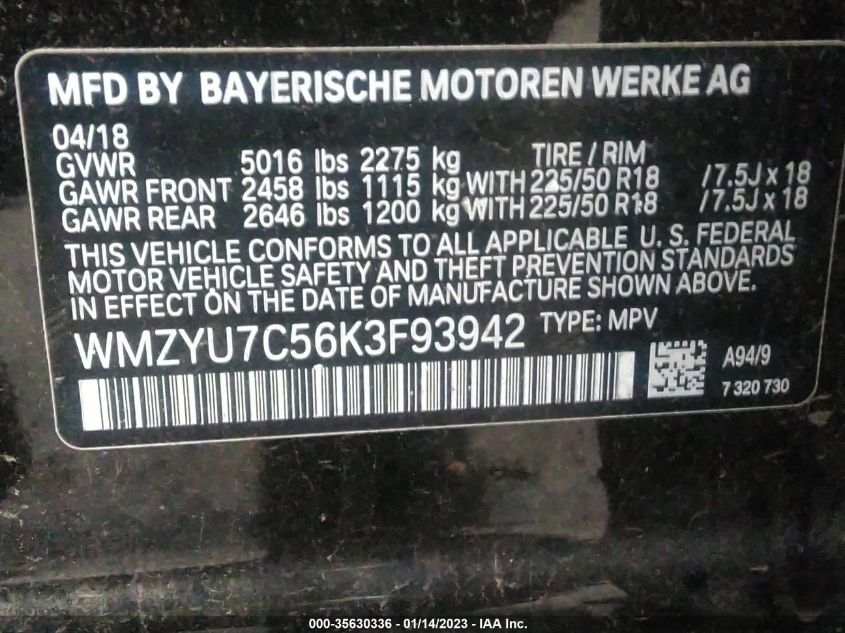 MFD BY BAYERISCHE MOTOREN WERKE AG
04/18 TIRE / RIM
GVWR 5016 lbs 2275 kg
GAWR FRONT 2458 lbs 1115 kg WITH 225/50 R18 /7.5J x 18
GAWR REAR 2646 lbs 1200 kg WITH 225/50 R18 /7.5J x 18
THIS VEHICLE CONFORMS TO ALL APPLICABLE U. S. FEDERAL
MOTOR VEHICLE SAFETY AND THEFT PREVENTION STANDARDS
IN EFFECT ON THE DATE OF MANUFACTURE SHOWN ABOVE.
WMZYU7C56K3F93942 TYPE: MPV
A94/9
7 320 730
000-35630336 - 01/14/2023 - IAA Inc.